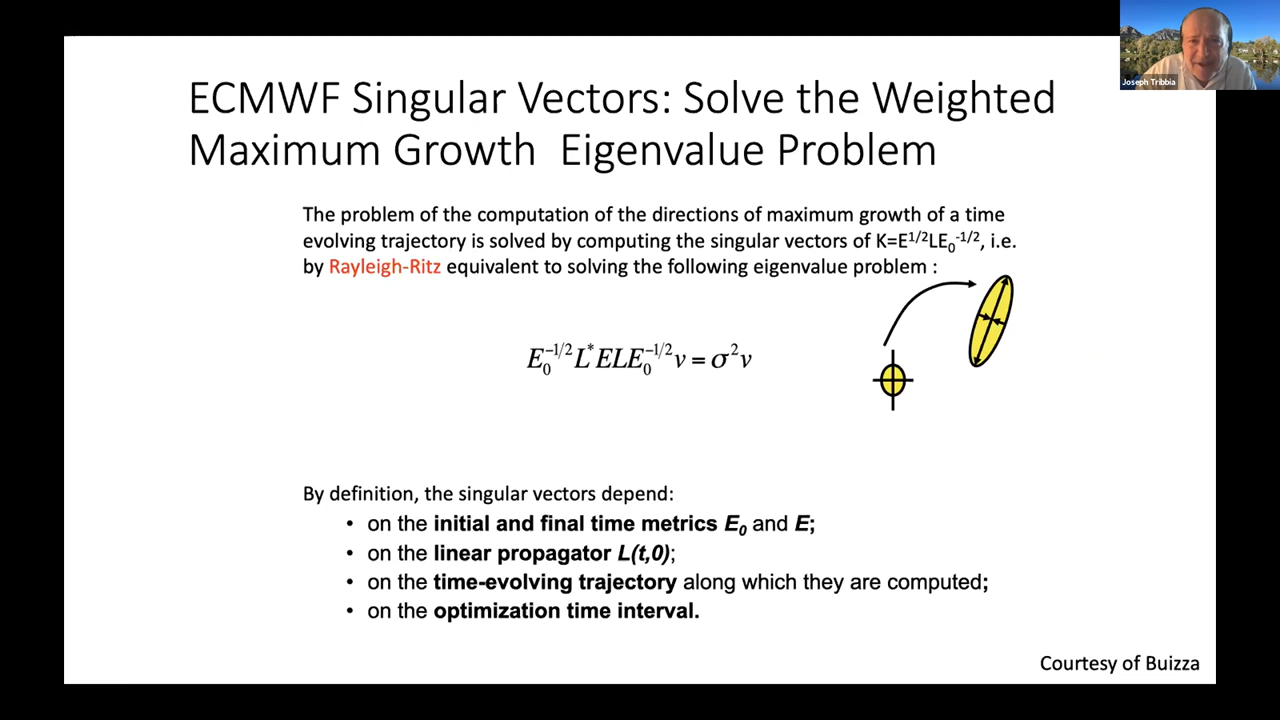 ECMWF Singular Vectors: Solve the Weighted
Maximum Growth Eigenvalue Problem
Joseph Tribbia
The problem of the computation of the directions of maximum growth of a time
evolving trajectory is solved by computing the singular vectors of K=E^{1/2}LE_0^{-1/2}, i.e.
by Rayleigh-Ritz equivalent to solving the following eigenvalue problem :
E_0^{-1/2}L^*ELE_0^{-1/2}v = σ^2v
By definition, the singular vectors depend:
• on the initial and final time metrics E_0 and E;
• on the linear propagator L(t,0);
• on the time-evolving trajectory along which they are computed;
• on the optimization time interval.
Courtesy of Buizza